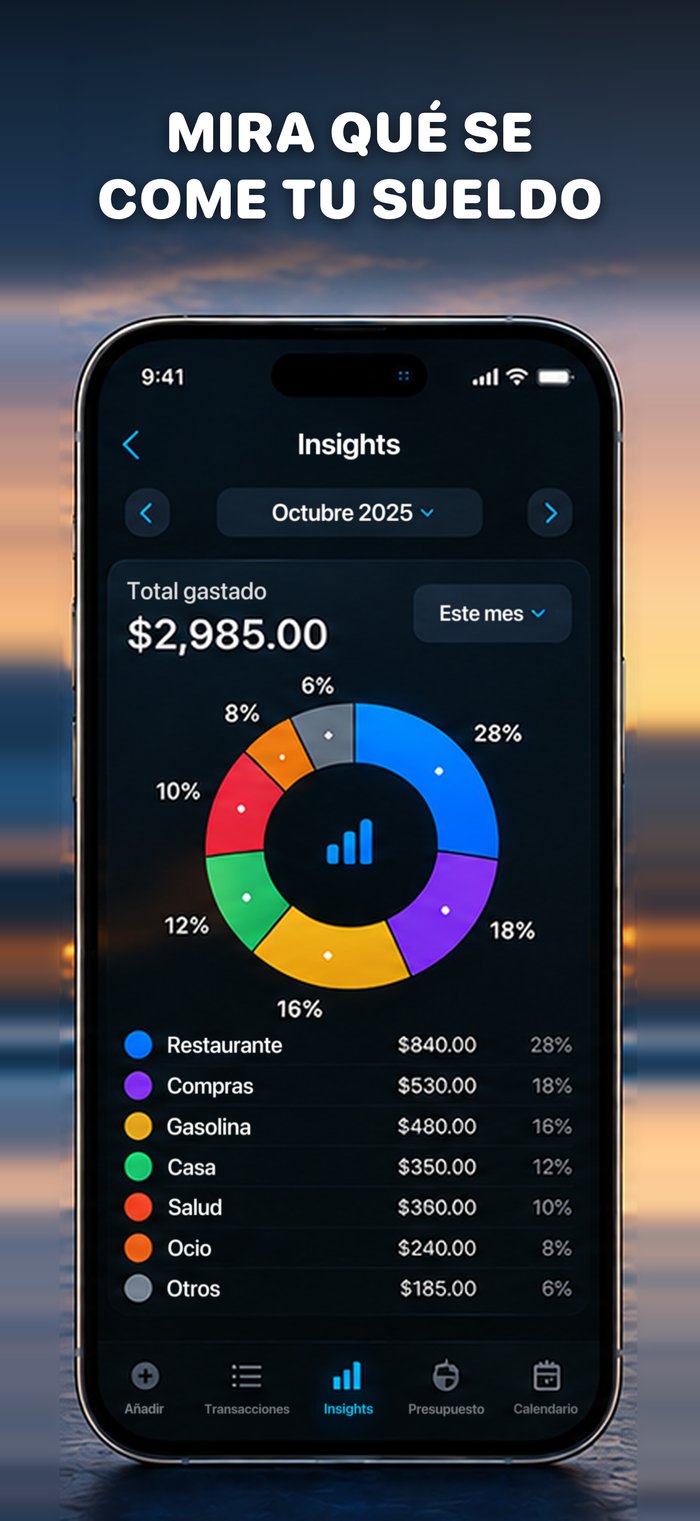 MIRA QUÉ SE
COME TU SUELDO
9:41
Insights
Octubre 2025
Total gastado
$2,985.00
Este mes
6%
8%
28%
10%
12%
18%
16%
Restaurante $840.00 28%
Compras $530.00 18%
Gasolina $480.00 16%
Casa $350.00 12%
Salud $360.00 10%
Ocio $240.00 8%
Otros $185.00 6%
Añadir Transacciones Insights Presupuesto Calendario